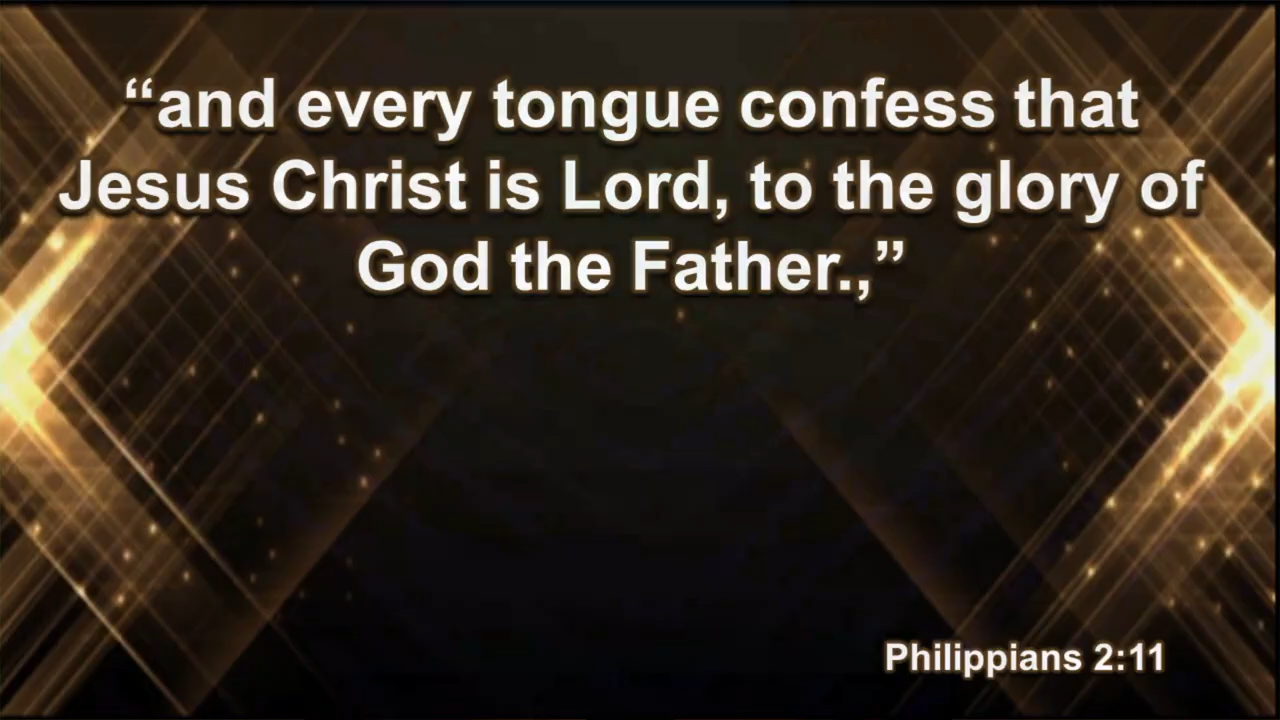 “and every tongue confess that
Jesus Christ is Lord, to the glory of
God the Father.,”
Philippians 2:11